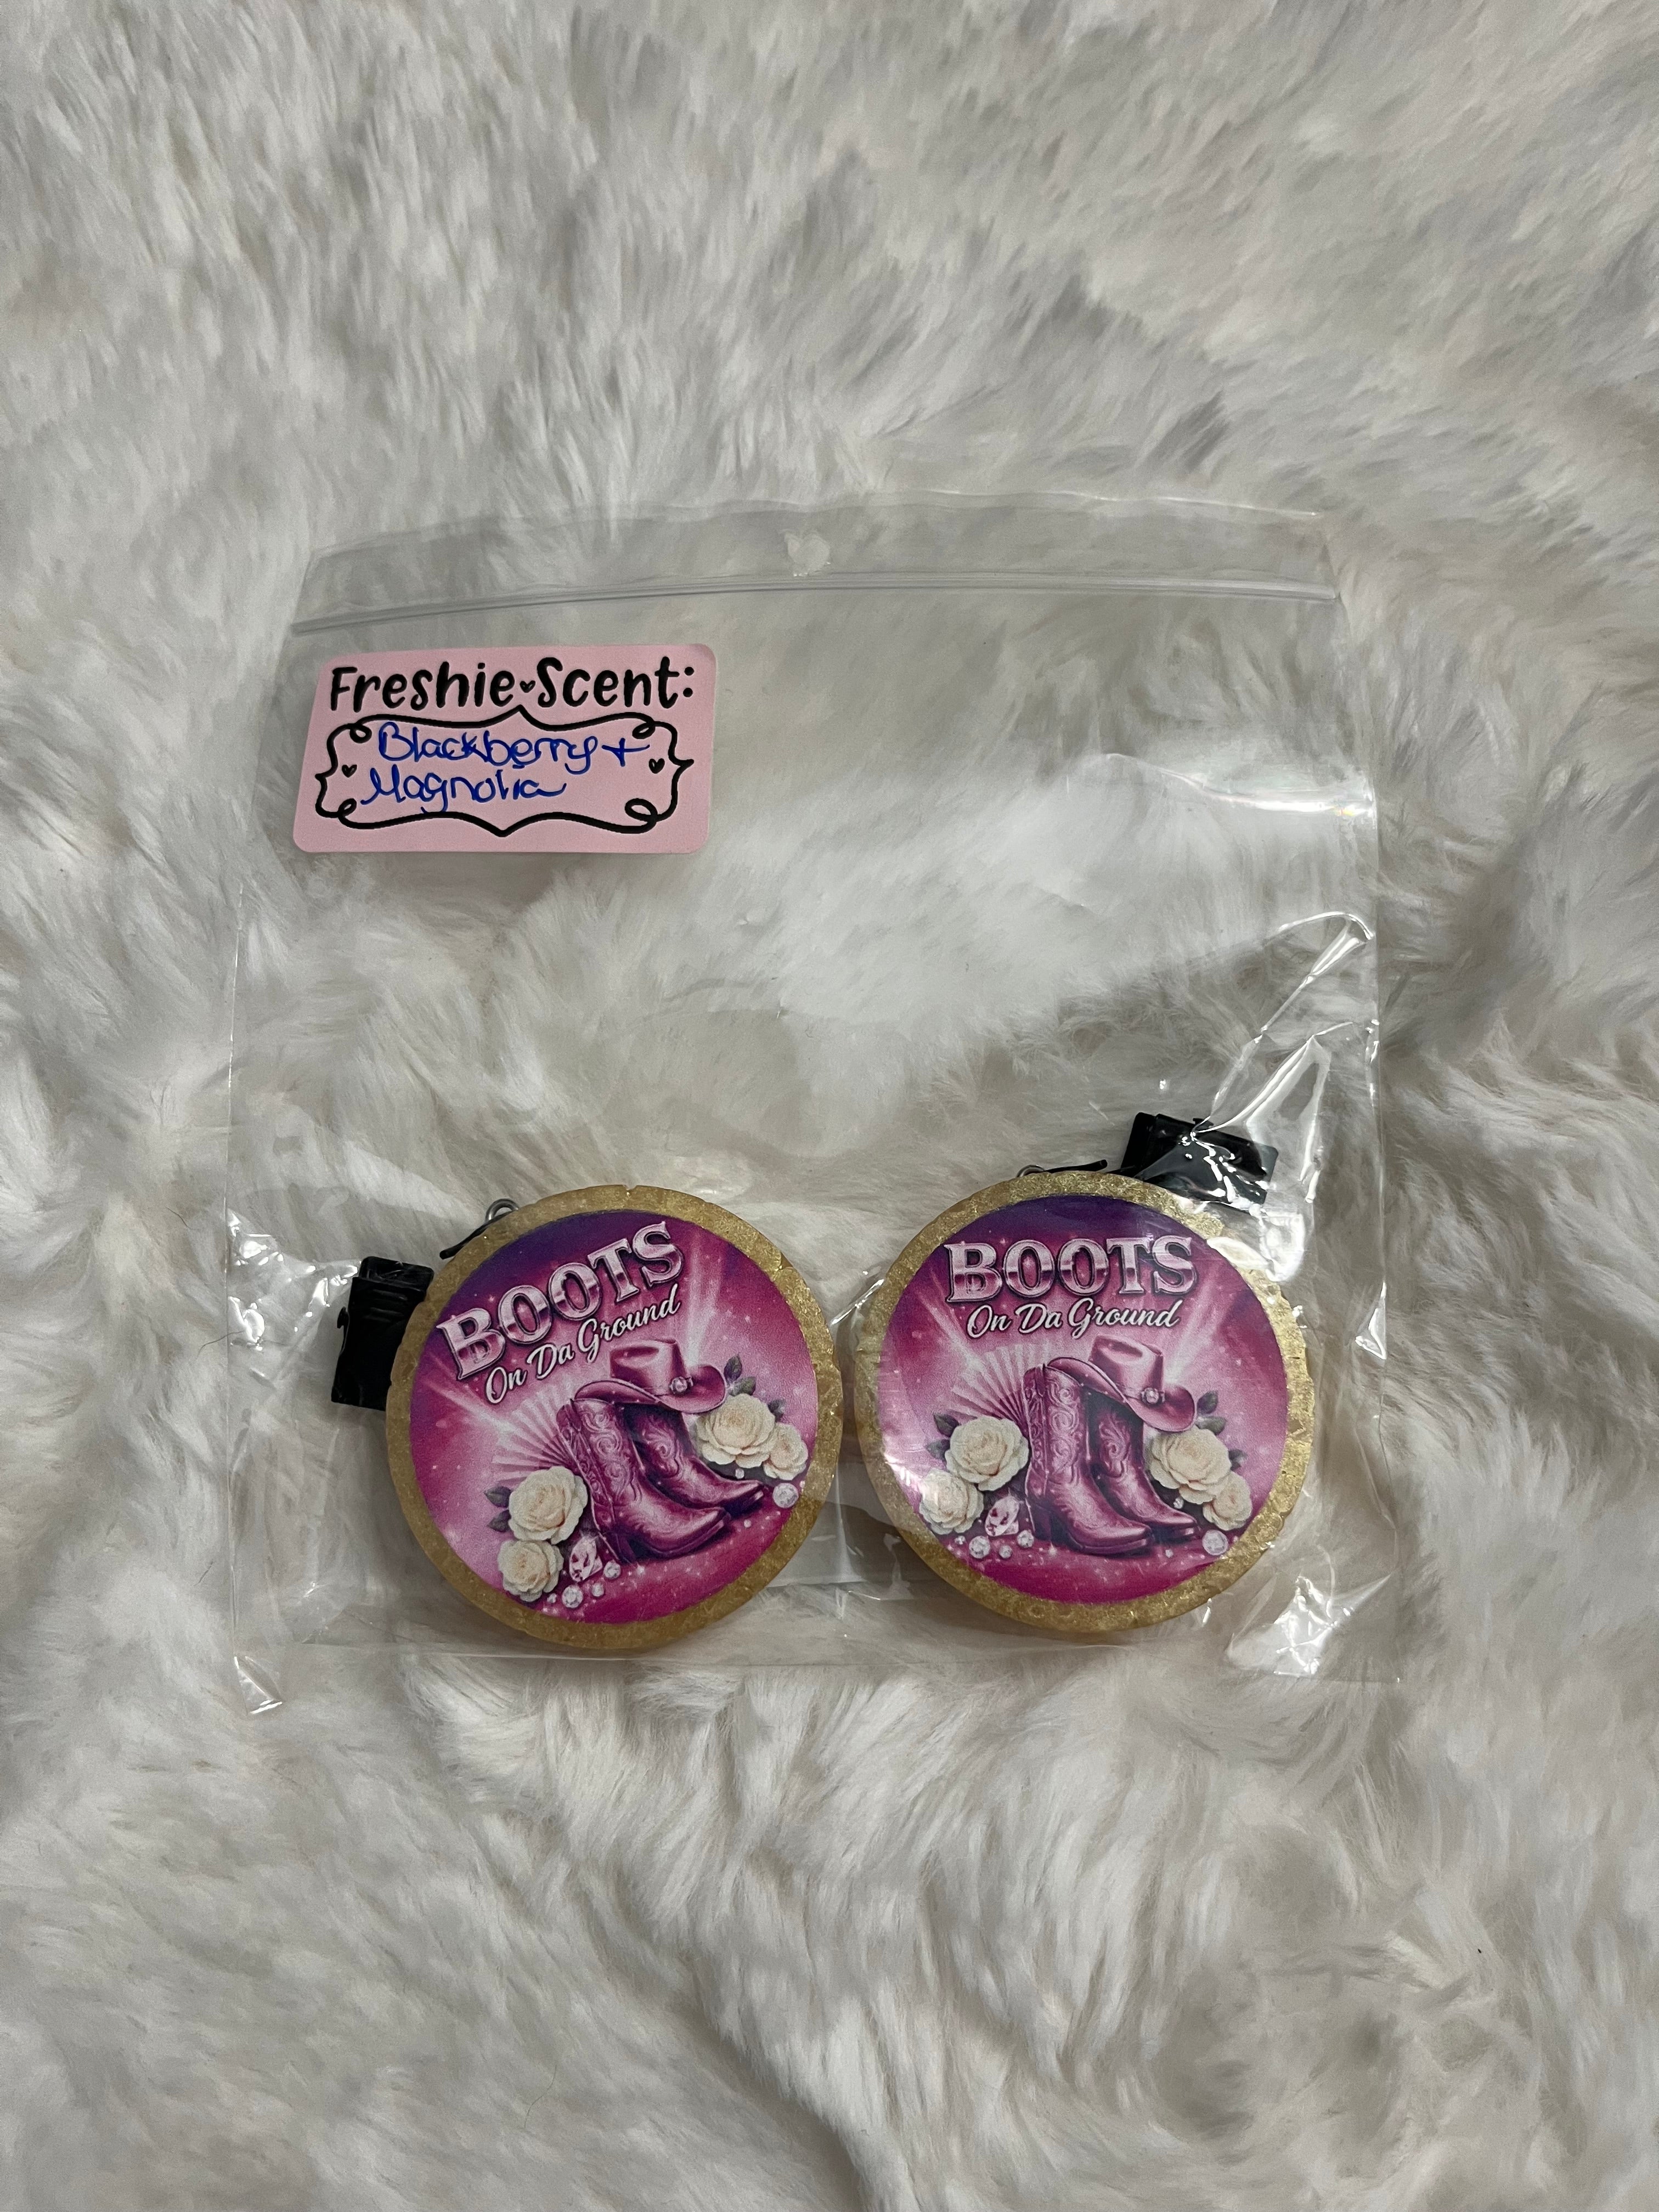 Freshie Scent:
Blackberry +
Magnolia
BOOTS
On Da Ground
BOOTS
On Da Ground